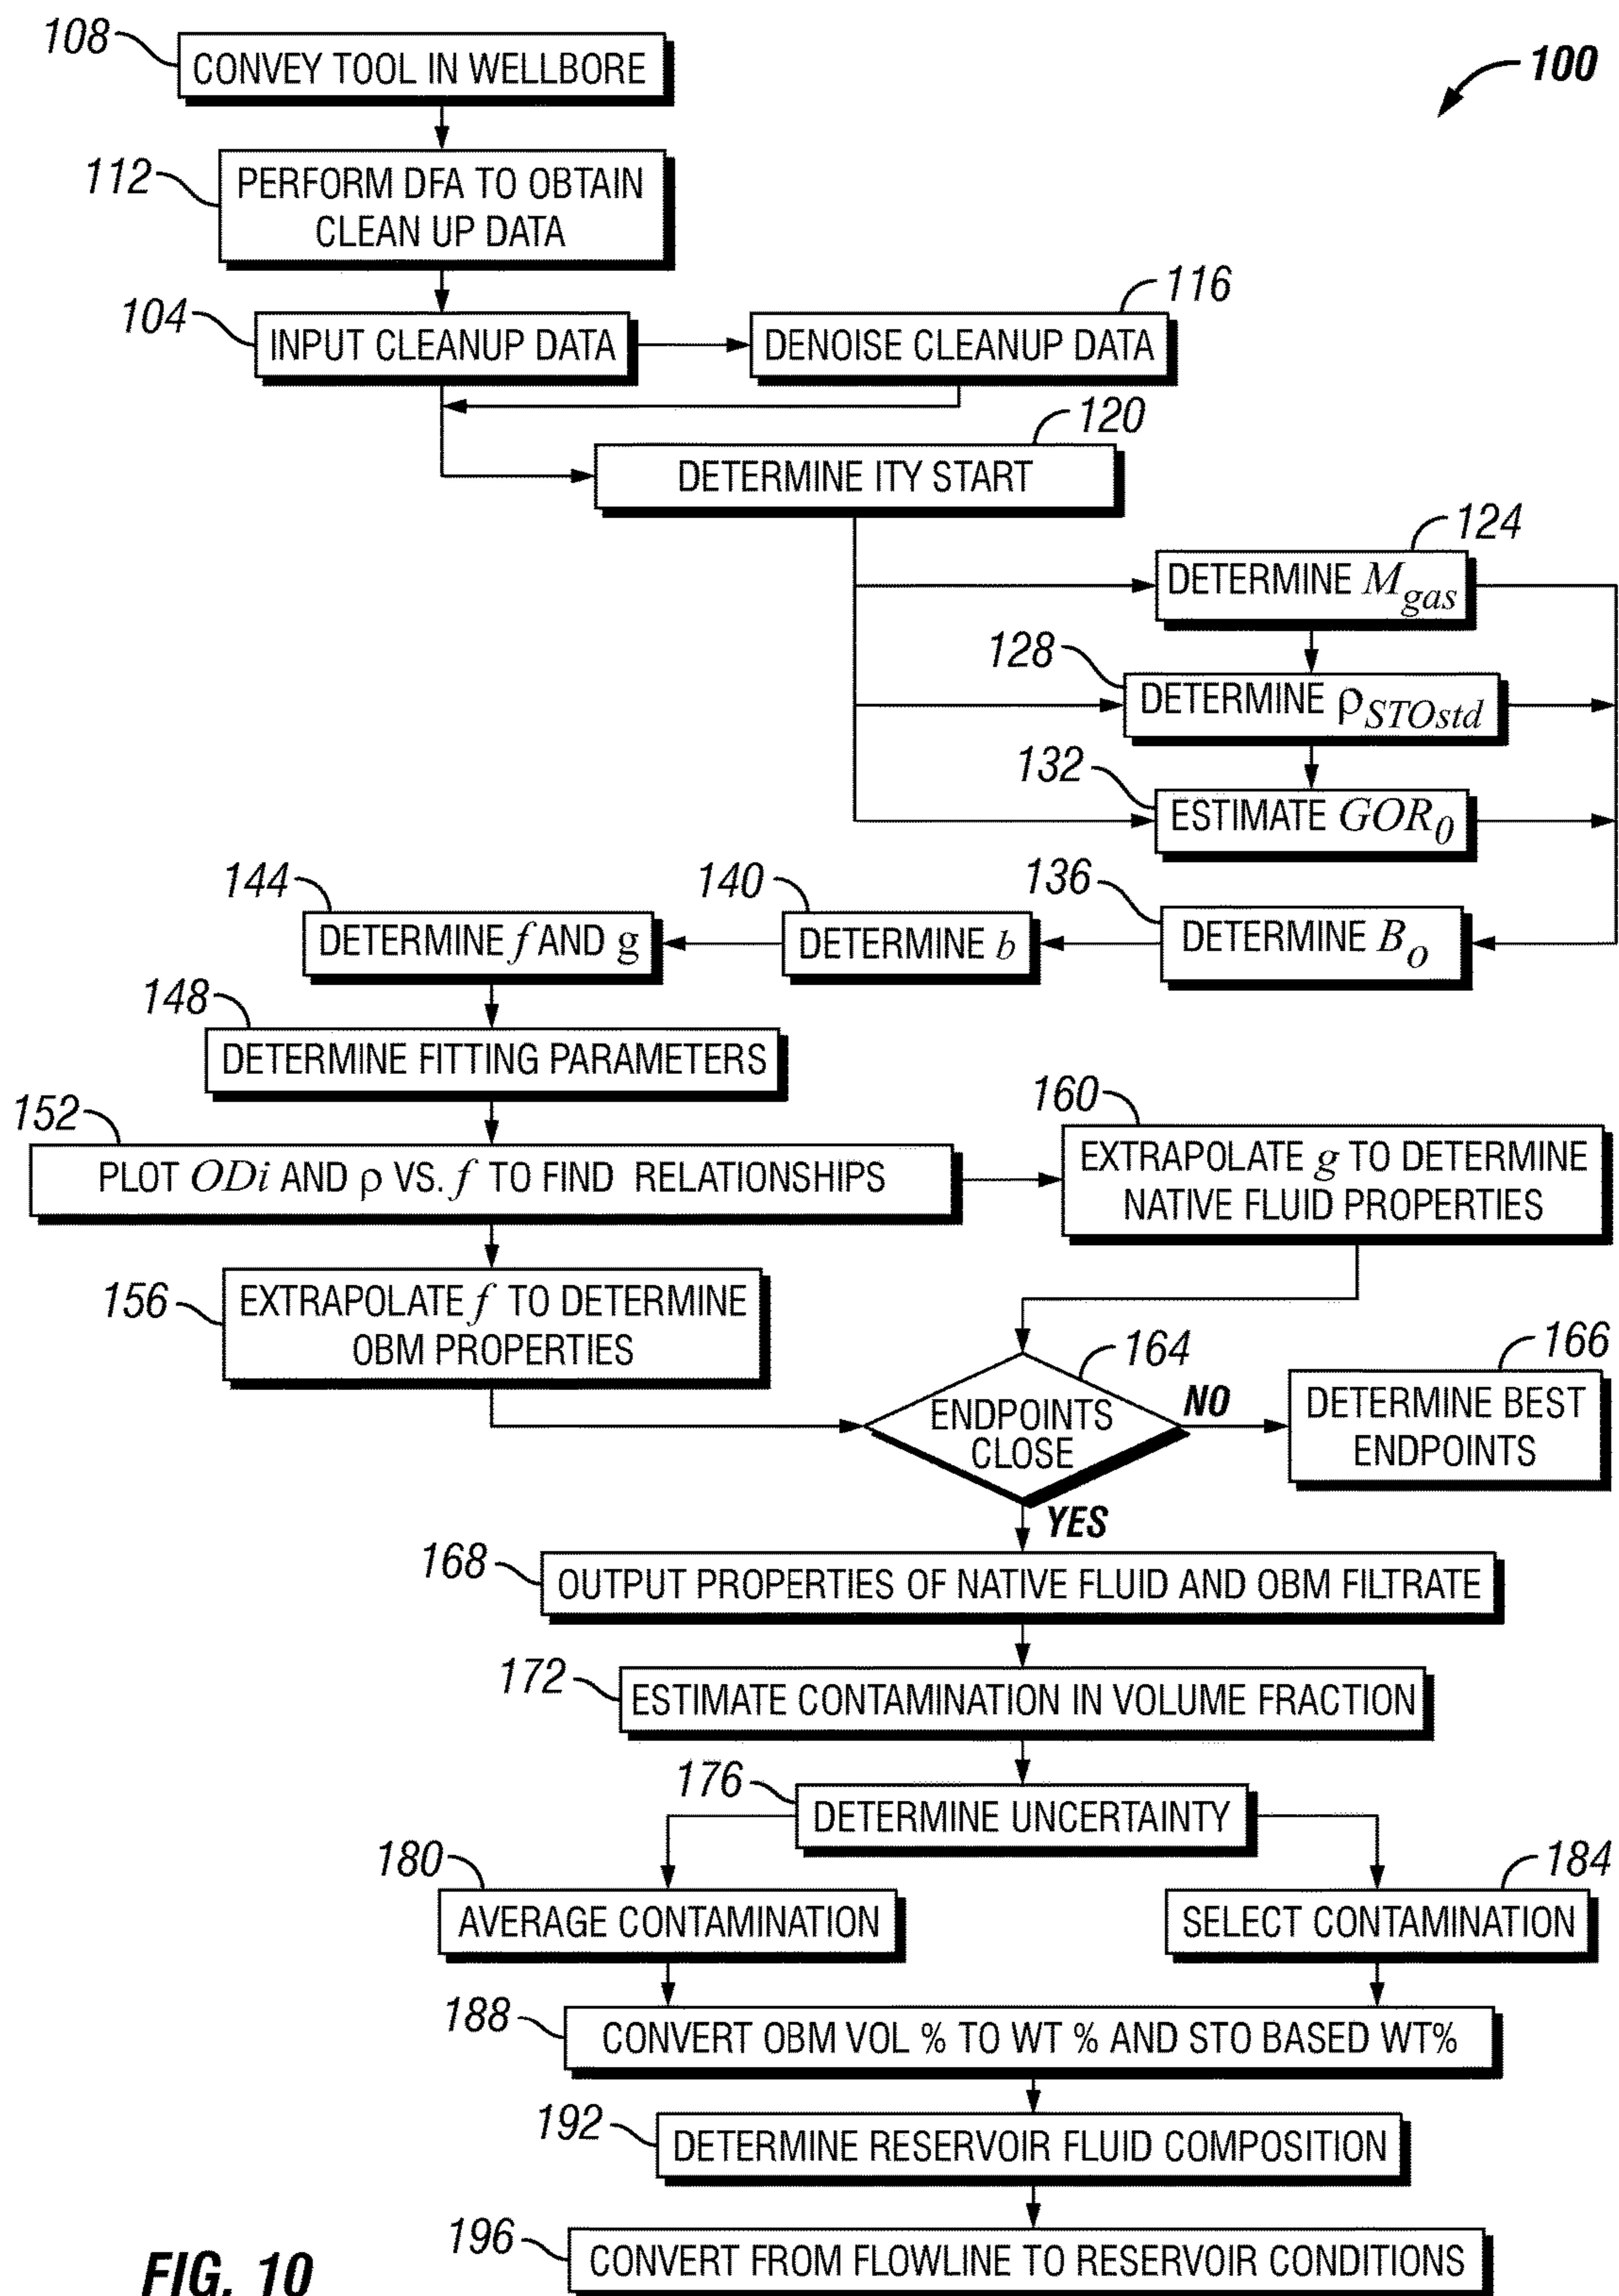 108
CONVEY TOOL IN WELLBORE
100
112
PERFORM DFA TO OBTAIN
CLEAN UP DATA
104
INPUT CLEANUP DATA
116
DENOISE CLEANUP DATA
120
DETERMINE ITY START
124
DETERMINE Mgas
128
DETERMINE ρSTOstd
132
ESTIMATE GOR0
144
DETERMINE f AND g
140
DETERMINE b
136
DETERMINE Bo
148
DETERMINE FITTING PARAMETERS
152
PLOT ODi AND ρ VS. f TO FIND RELATIONSHIPS
160
EXTRAPOLATE g TO DETERMINE
NATIVE FLUID PROPERTIES
156
EXTRAPOLATE f TO DETERMINE
OBM PROPERTIES
164
ENDPOINTS
CLOSE
NO
166
DETERMINE BEST
ENDPOINTS
YES
168
OUTPUT PROPERTIES OF NATIVE FLUID AND OBM FILTRATE
172
ESTIMATE CONTAMINATION IN VOLUME FRACTION
176
DETERMINE UNCERTAINTY
180
AVERAGE CONTAMINATION
184
SELECT CONTAMINATION
188
CONVERT OBM VOL % TO WT % AND STO BASED WT%
192
DETERMINE RESERVOIR FLUID COMPOSITION
196
CONVERT FROM FLOWLINE TO RESERVOIR CONDITIONS
FIG. 10